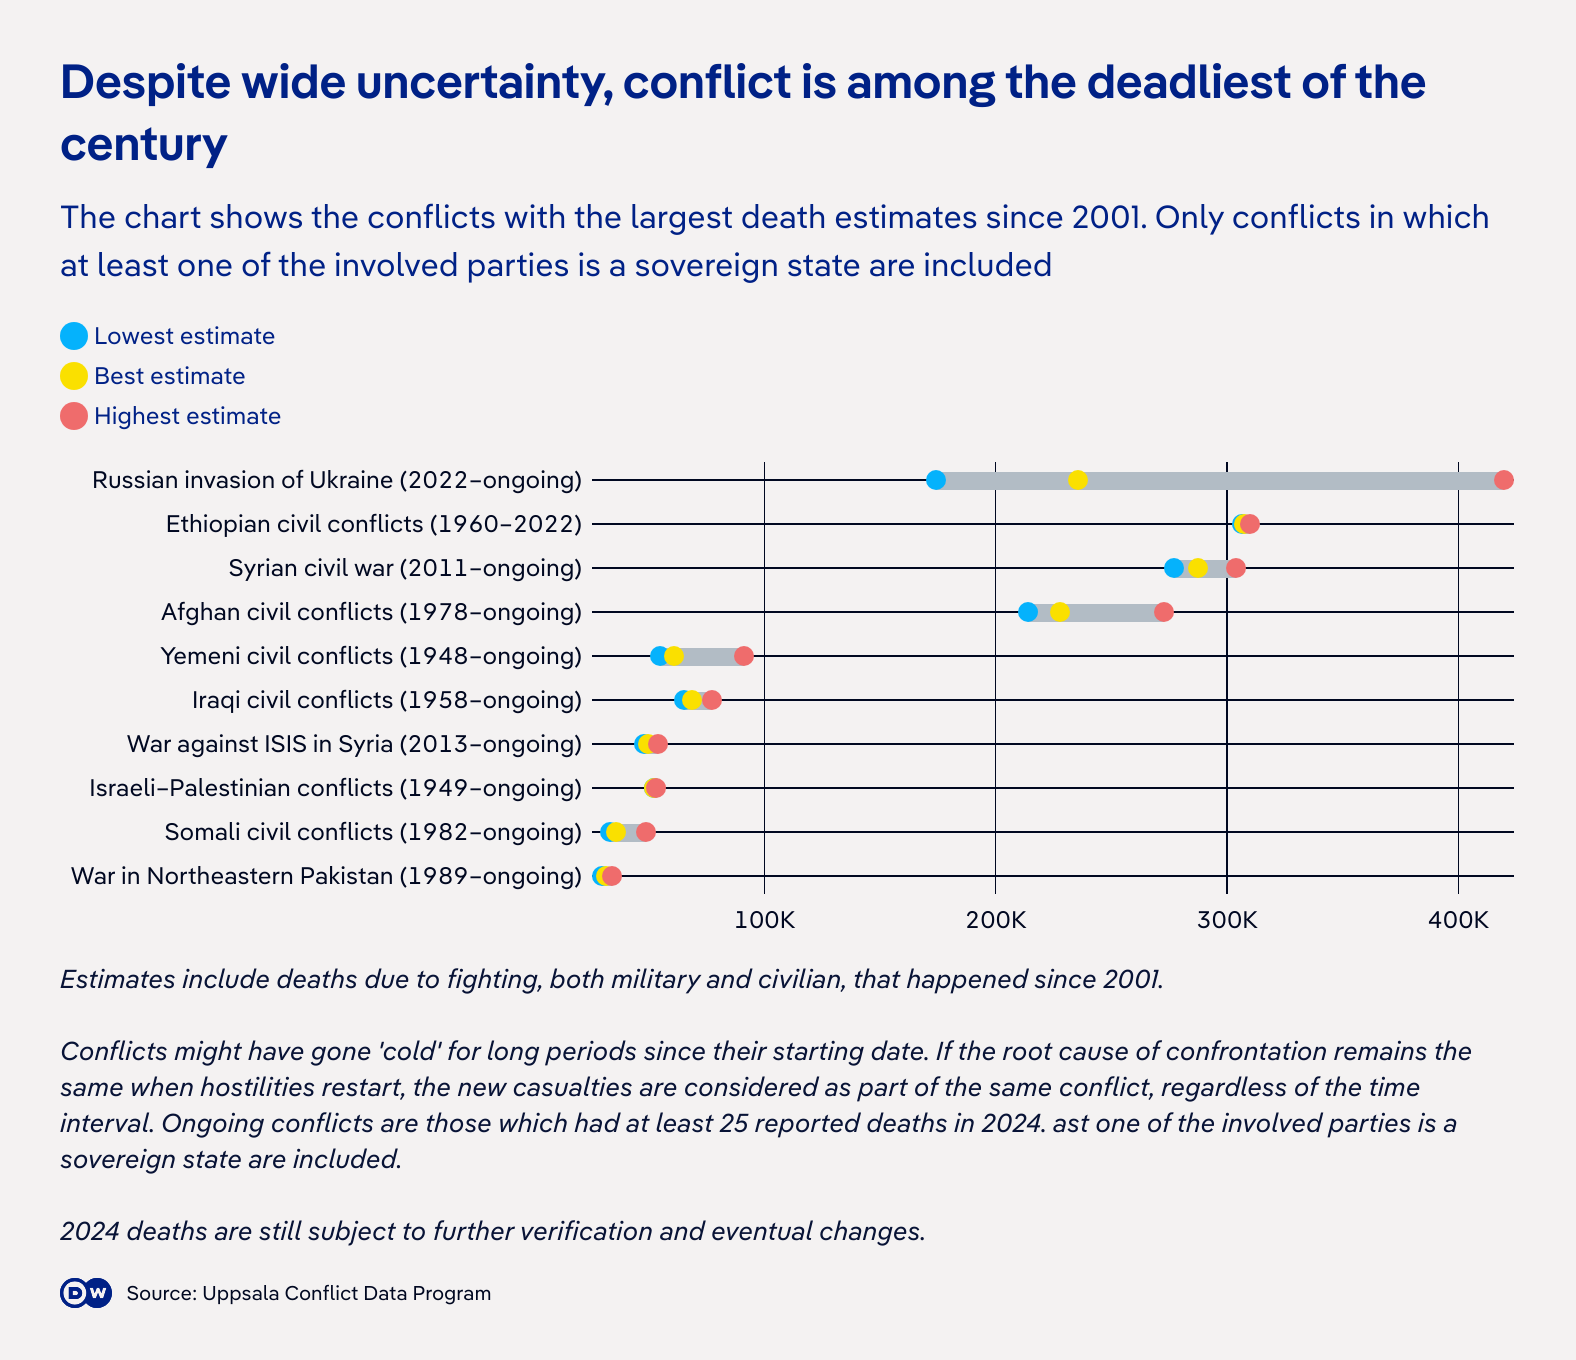 Despite wide uncertainty, conflict is among the deadliest of the
century
The chart shows the conflicts with the largest death estimates since 2001. Only conflicts in which
at least one of the involved parties is a sovereign state are included
Lowest estimate
Best estimate
Highest estimate
Russian invasion of Ukraine (2022–ongoing)
Ethiopian civil conflicts (1960–2022)
Syrian civil war (2011–ongoing)
Afghan civil conflicts (1978–ongoing)
Yemeni civil conflicts (1948–ongoing)
Iraqi civil conflicts (1958–ongoing)
War against ISIS in Syria (2013–ongoing)
Israeli–Palestinian conflicts (1949–ongoing)
Somali civil conflicts (1982–ongoing)
War in Northeastern Pakistan (1989–ongoing)
100K 200K 300K 400K
Estimates include deaths due to fighting, both military and civilian, that happened since 2001.
Conflicts might have gone 'cold' for long periods since their starting date. If the root cause of confrontation remains the
same when hostilities restart, the new casualties are considered as part of the same conflict, regardless of the time
interval. Ongoing conflicts are those which had at least 25 reported deaths in 2024. ast one of the involved parties is a
sovereign state are included.
2024 deaths are still subject to further verification and eventual changes.
DW Source: Uppsala Conflict Data Program